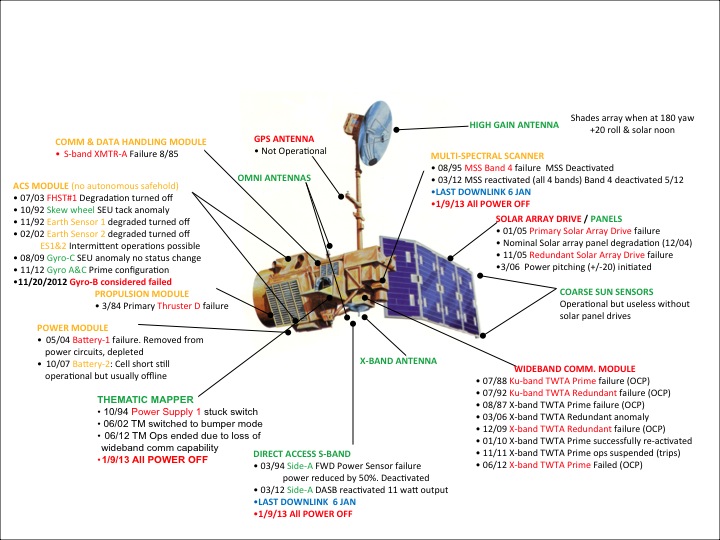 HIGH GAIN ANTENNA
Shades array when at 180 yaw
+20 roll & solar noon
COMM & DATA HANDLING MODULE
• S-band XMTR-A Failure 8/85
GPS ANTENNA
• Not Operational
OMNI ANTENNAS
MULTI-SPECTRAL SCANNER
• 08/95 MSS Band 4 failure MSS Deactivated
• 03/12 MSS reactivated (all 4 bands) Band 4 deactivated 5/12
•LAST DOWNLINK 6 JAN
•1/9/13 All POWER OFF
ACS MODULE (no autonomous safehold)
• 07/03 FHST#1 Degradation turned off
• 10/92 Skew wheel SEU tack anomaly
• 11/92 Earth Sensor 1 degraded turned off
• 02/02 Earth Sensor 2 degraded turned off
ES1&2 Intermittent operations possible
• 08/09 Gyro-C SEU anomaly no status change
• 11/12 Gyro A&C Prime configuration
•11/20/2012 Gyro-B considered failed
SOLAR ARRAY DRIVE / PANELS
• 01/05 Primary Solar Array Drive failure
• Nominal Solar array panel degradation (12/04)
• 11/05 Redundant Solar Array Drive failure
•3/06 Power pitching (+/-20) initiated
PROPULSION MODULE
• 3/84 Primary Thruster D failure
COARSE SUN SENSORS
Operational but useless without
solar panel drives
POWER MODULE
• 05/04 Battery-1 failure. Removed from
power circuits, depleted
• 10/07 Battery-2: Cell short still
operational but usually offline
X-BAND ANTENNA
WIDEBAND COMM. MODULE
• 07/88 Ku-band TWTA Prime failure (OCP)
• 07/92 Ku-band TWTA Redundant failure (OCP)
• 08/87 X-band TWTA Prime failure (OCP)
• 03/06 X-band TWTA Redundant anomaly
• 12/09 X-band TWTA Redundant failure (OCP)
• 01/10 X-band TWTA Prime successfully re-activated
• 11/11 X-band TWTA Prime ops suspended (trips)
• 06/12 X-band TWTA Prime Failed (OCP)
THEMATIC MAPPER
• 10/94 Power Supply 1 stuck switch
• 06/02 TM switched to bumper mode
• 06/12 TM Ops ended due to loss of
wideband comm capability
•1/9/13 All POWER OFF
DIRECT ACCESS S-BAND
• 03/94 Side-A FWD Power Sensor failure
power reduced by 50%. Deactivated
• 03/12 Side-A DASB reactivated 11 watt output
•LAST DOWNLINK 6 JAN
•1/9/13 All POWER OFF